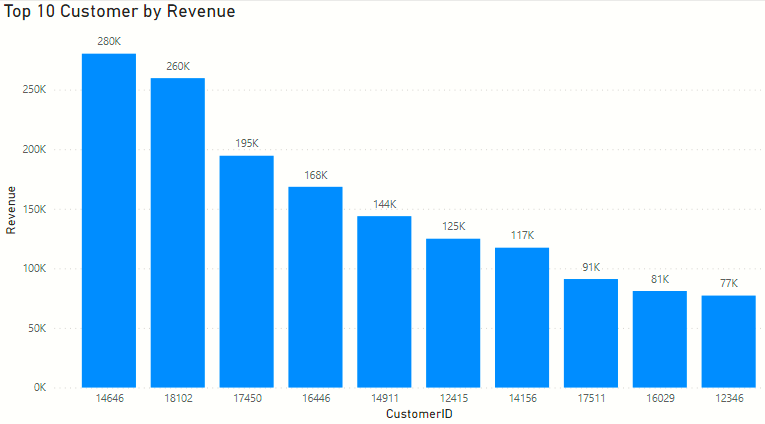 Top 10 Customer by Revenue
280K
260K
195K
168K
144K
125K
117K
91K
81K
77K
250K
200K
150K
100K
50K
0K
Revenue
14646 18102 17450 16446 14911 12415 14156 17511 16029 12346
CustomerID